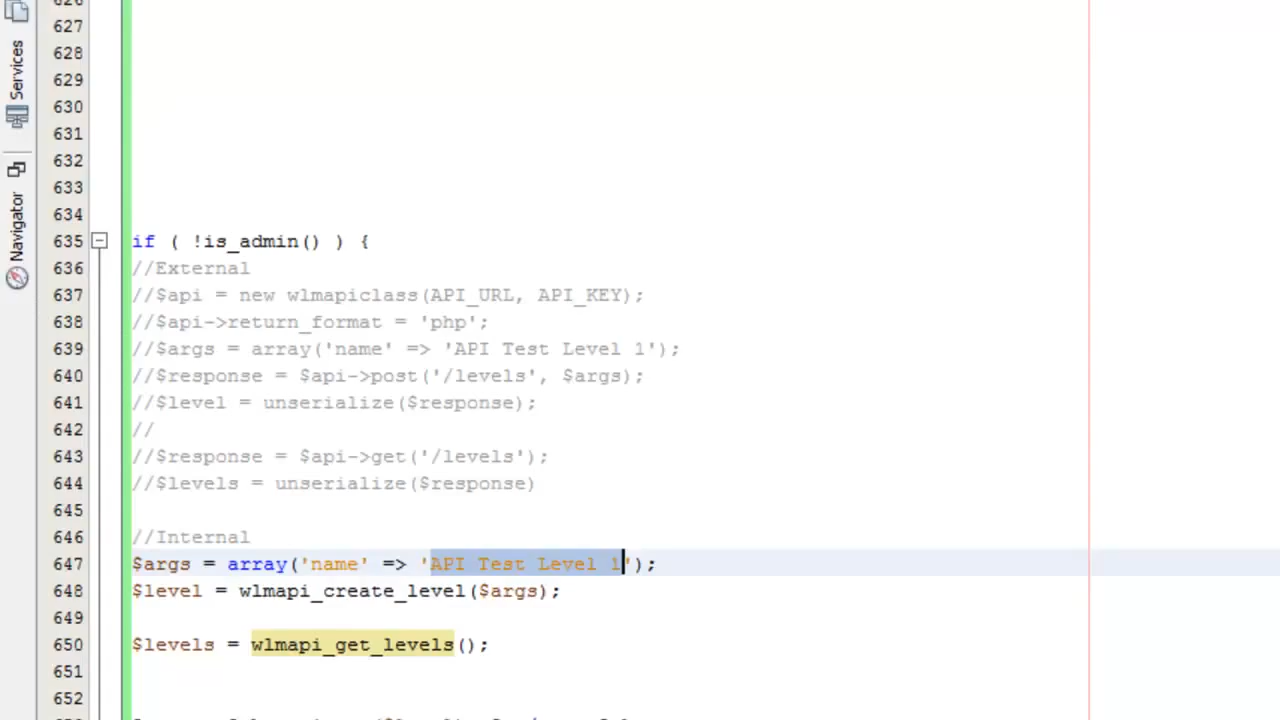 626
Services
Navigator
627
628
629
630
631
632
633
634
635 if ( !is_admin() ) {
636 //External
637 //$api = new wlmapiclass(API_URL, API_KEY);
638 //$api->return_format = 'php';
639 //$args = array('name' => 'API Test Level 1');
640 //$response = $api->post('/levels', $args);
641 //$level = unserialize($response);
642 //
643 //$response = $api->get('/levels');
644 //$levels = unserialize($response)
645
646 //Internal
647 $args = array('name' => 'API Test Level 1');
648 $level = wlmapi_create_level($args);
649
650 $levels = wlmapi_get_levels();
651
652